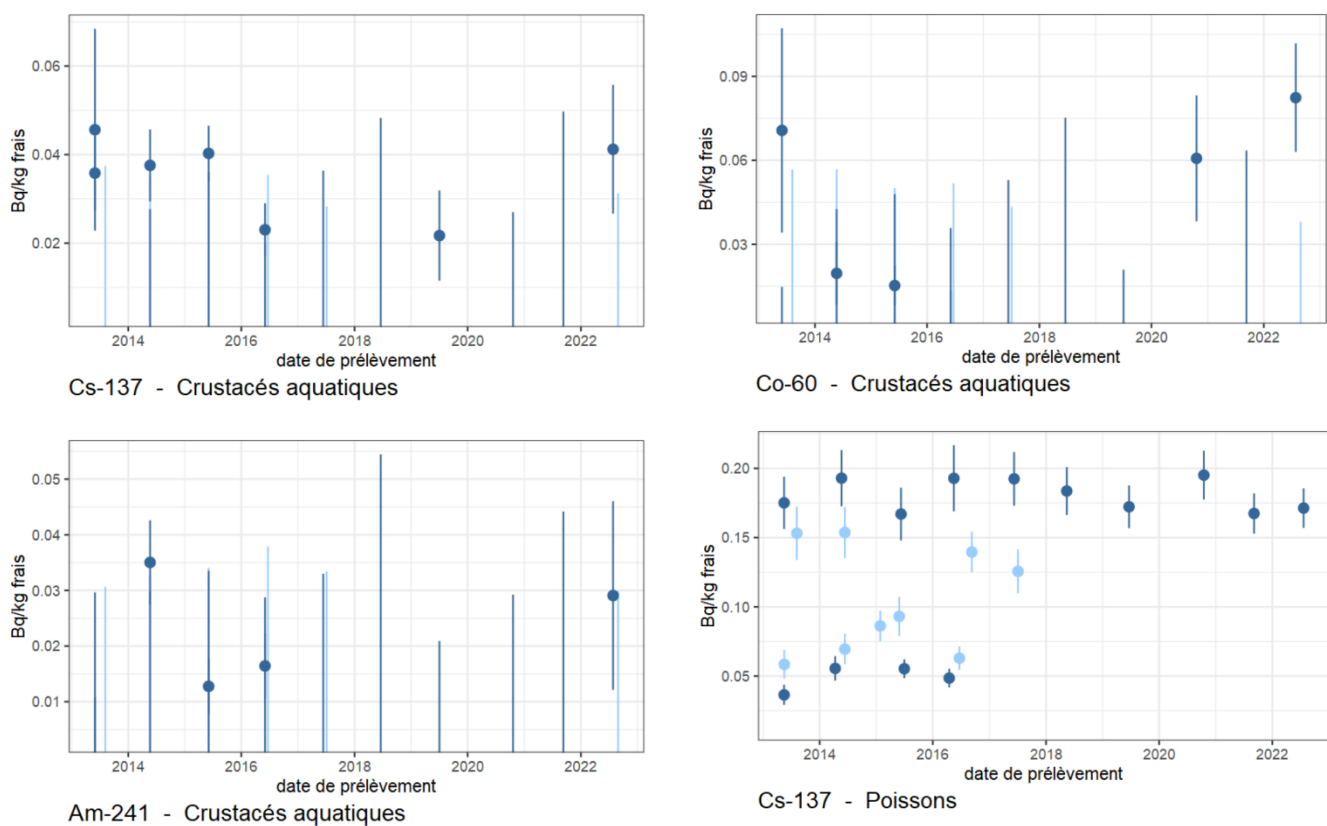 0.06
0.04
0.02
Bq/kg frais
2014 2016 2018 2020 2022
date de prélèvement
Cs-137 - Crustacés aquatiques
0.09
0.06
0.03
Bq/kg frais
2014 2016 2018 2020 2022
date de prélèvement
Co-60 - Crustacés aquatiques
0.05
0.04
0.03
0.02
0.01
Bq/kg frais
2014 2016 2018 2020 2022
date de prélèvement
Am-241 - Crustacés aquatiques
0.20
0.15
0.10
0.05
Bq/kg frais
2014 2016 2018 2020 2022
date de prélèvement
Cs-137 - Poissons